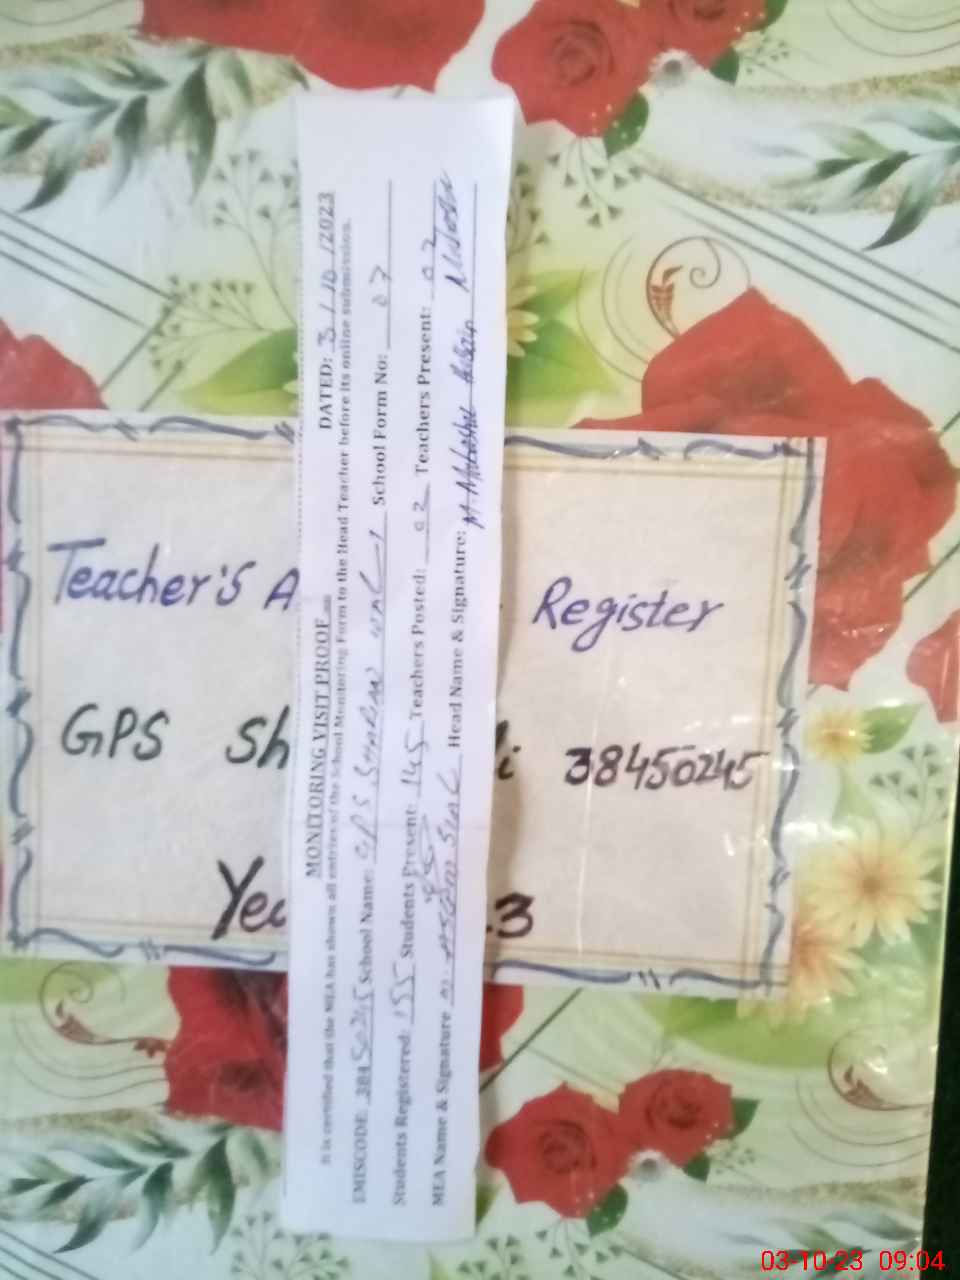 MONITORING VISIT PROOF
DATED: 3 / 10 /2023
It is certified that the MEA has shown all entries of the School Monitoring Form to the Head Teacher before its online submission.
EMISCODE: 38450245 School Name: GPS School Form No: 07
Students Registered: 155 Students Present: 145 Teachers Posted: 02 Teachers Present: 02
MEA Name & Signature Head Name & Signature:
Teacher's A Register
GPS Sh i 38450245
Yea .3
03-10-23 09:04